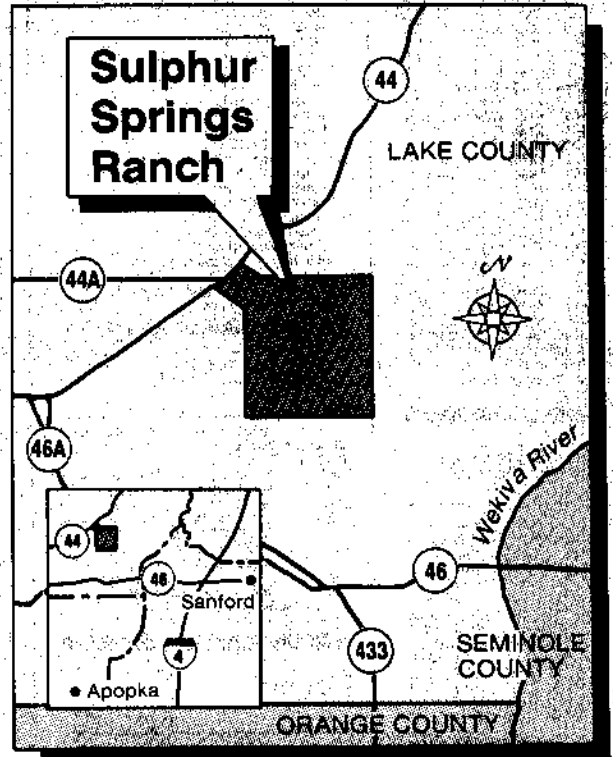 Sulphur
Springs
Ranch
44
LAKE COUNTY
44A
N
46A
Wekiva River
44
46
Sanford
4
Apopka
46
433
SEMINOLE
COUNTY
ORANGE COUNTY